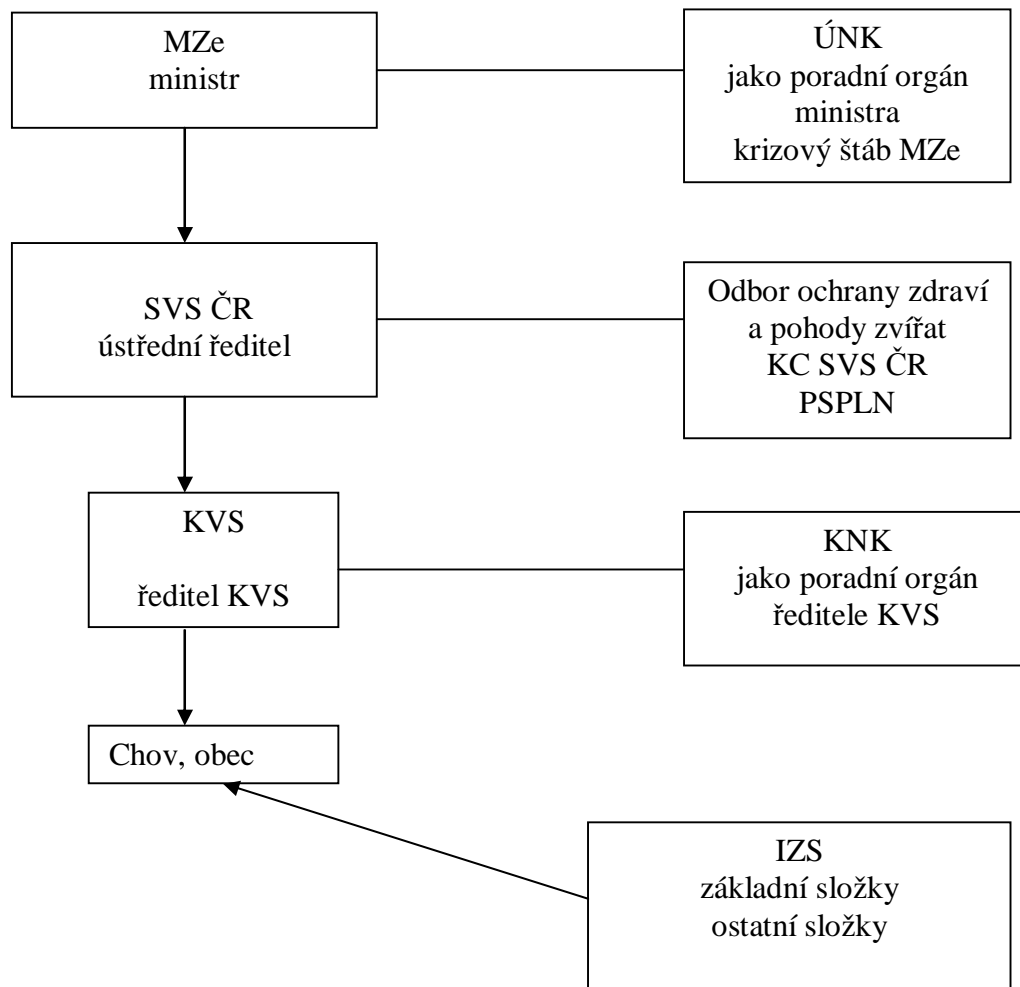 MZe
ministr
ÚNK
jako poradní orgán
ministra
krizový štáb MZe
SVS ČR
ústřední ředitel
Odbor ochrany zdraví
a pohody zvířat
KC SVS ČR
PSPLN
KVS
ředitel KVS
KNK
jako poradní orgán
ředitele KVS
Chov, obec
IZS
základní složky
ostatní složky